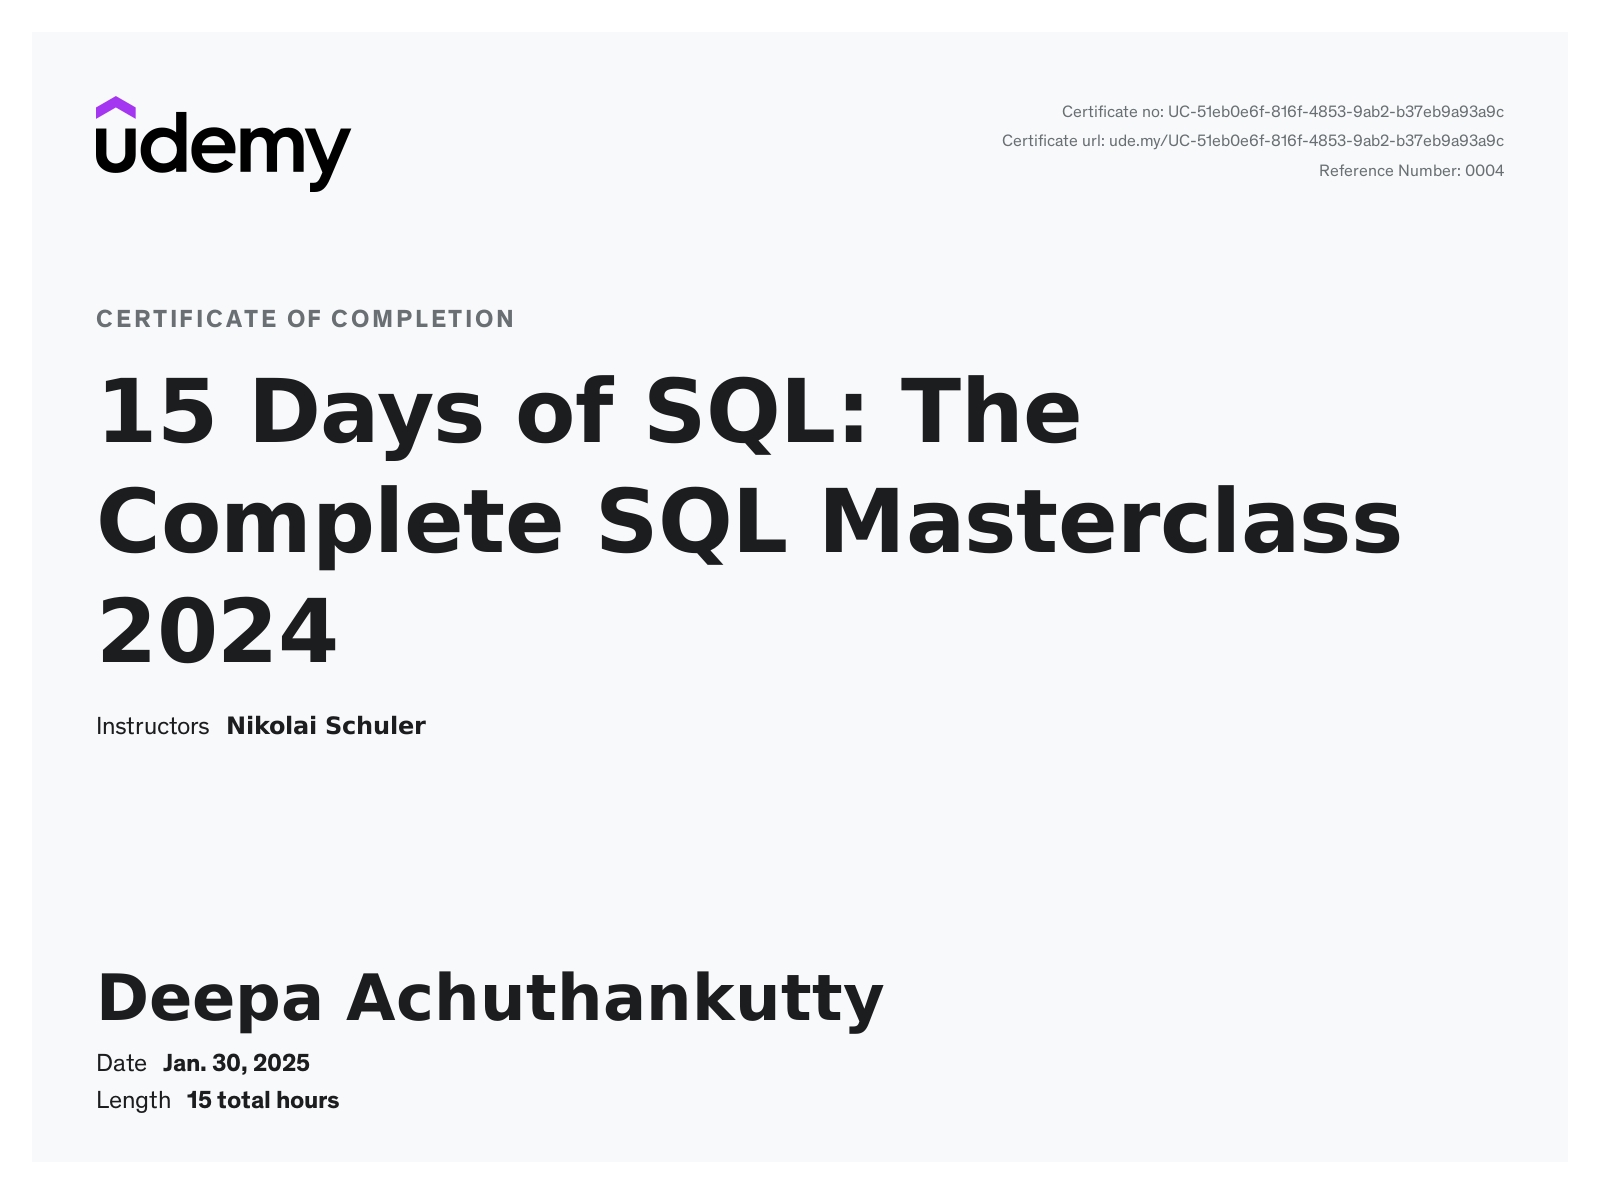 udemy
Certificate no: UC-51eb0e6f-816f-4853-9ab2-b37eb9a93a9c
Certificate url: ude.my/UC-51eb0e6f-816f-4853-9ab2-b37eb9a93a9c
Reference Number: 0004
CERTIFICATE OF COMPLETION
15 Days of SQL: The
Complete SQL Masterclass
2024
Instructors Nikolai Schuler
Deepa Achuthankutty
Date Jan. 30, 2025
Length 15 total hours